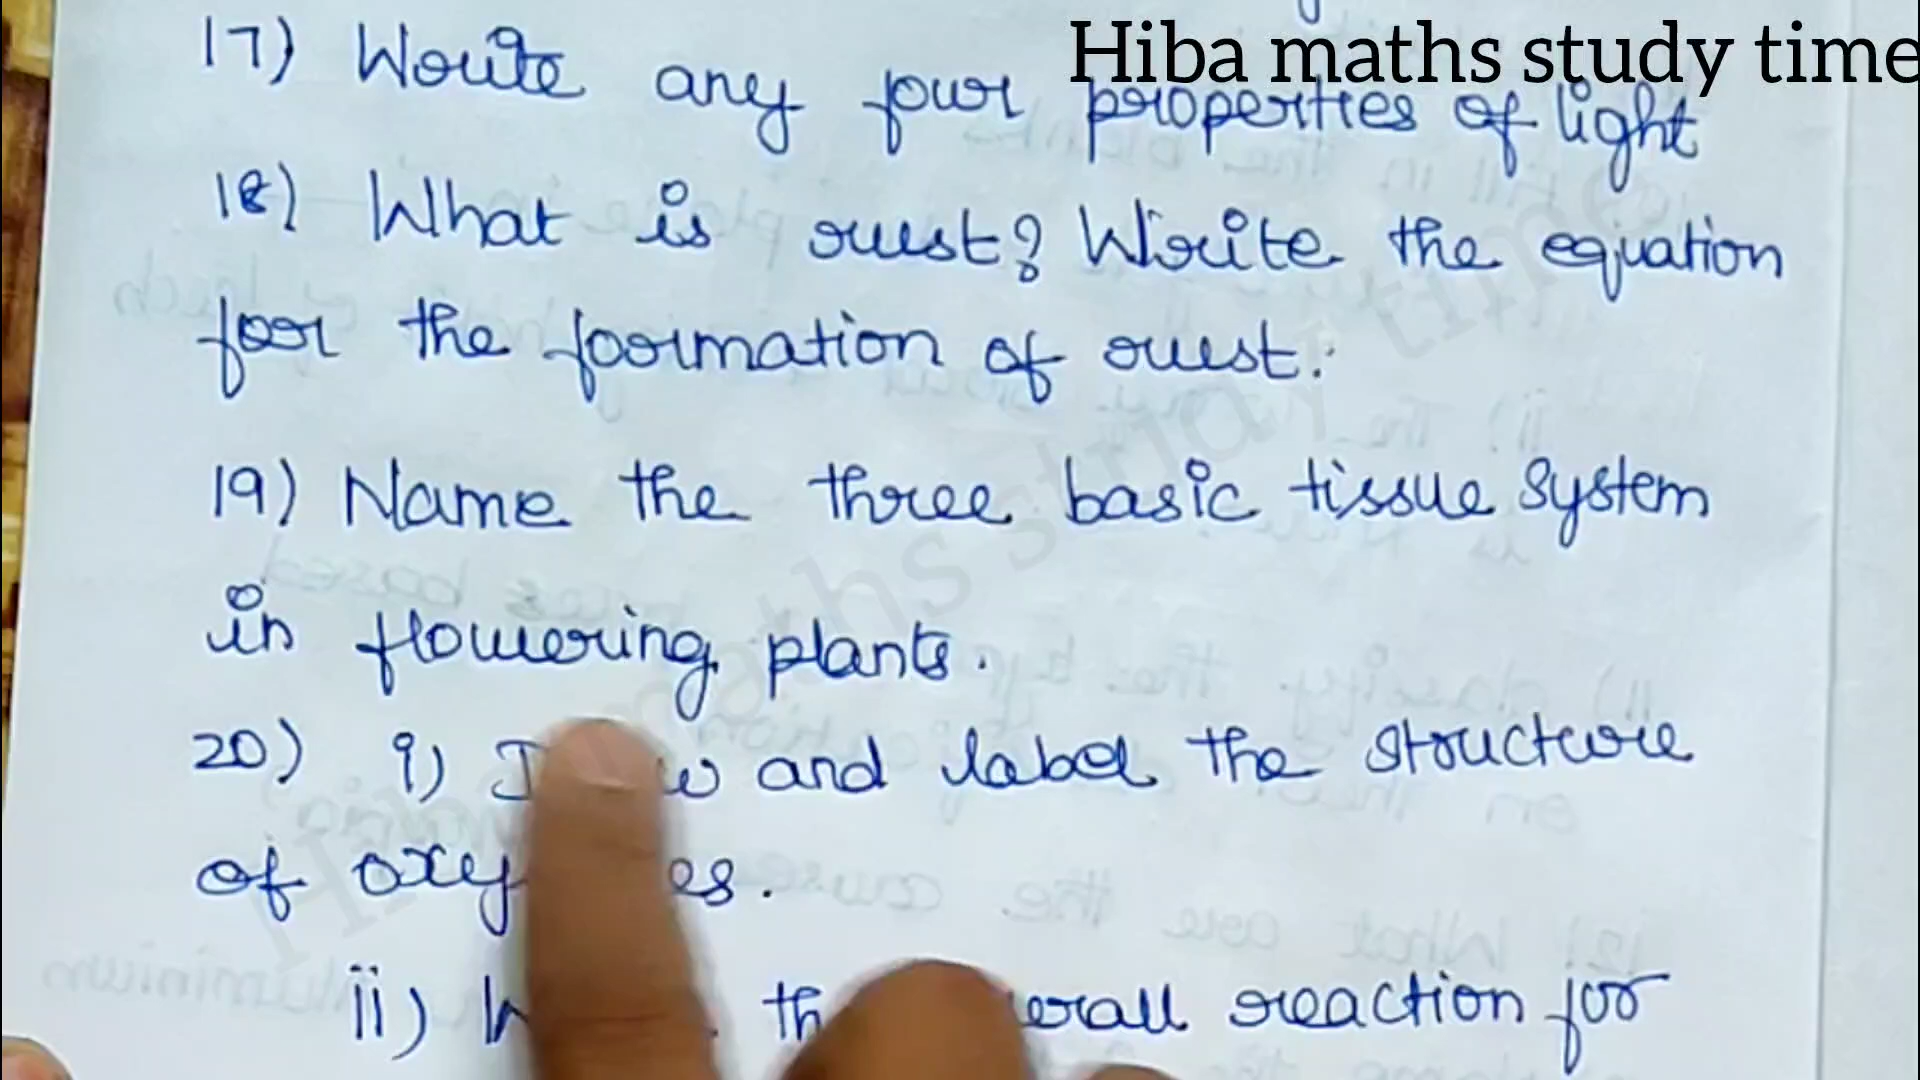 Hiba maths study time
17) Write any four properties of light
18) What is rust? Write the equation
for the formation of rust.
19) Name the three basic tissue system
in flowering plants.
20) i) and label the structure
of
ii) reaction for